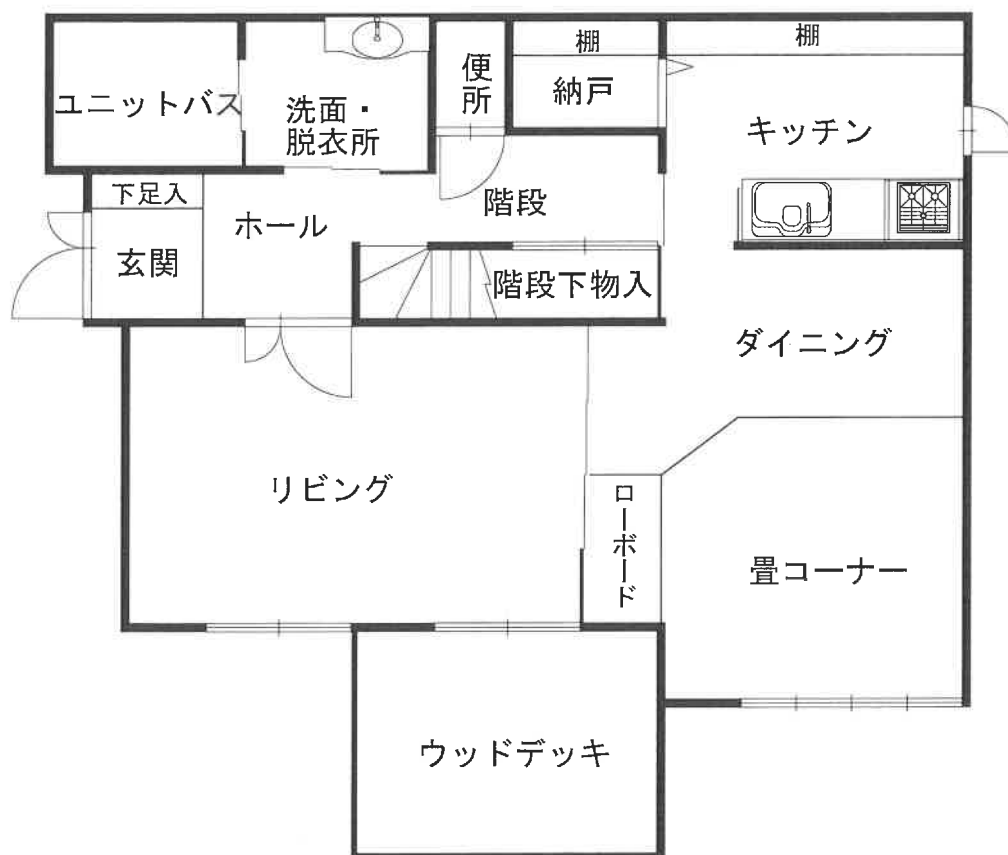 棚
棚
便所
納戸
ユニットバス
洗面・
脱衣所
キッチン
下足入
階段
ホール
玄関
階段下物入
ダイニング
リビング
ローボード
畳コーナー
ウッドデッキ